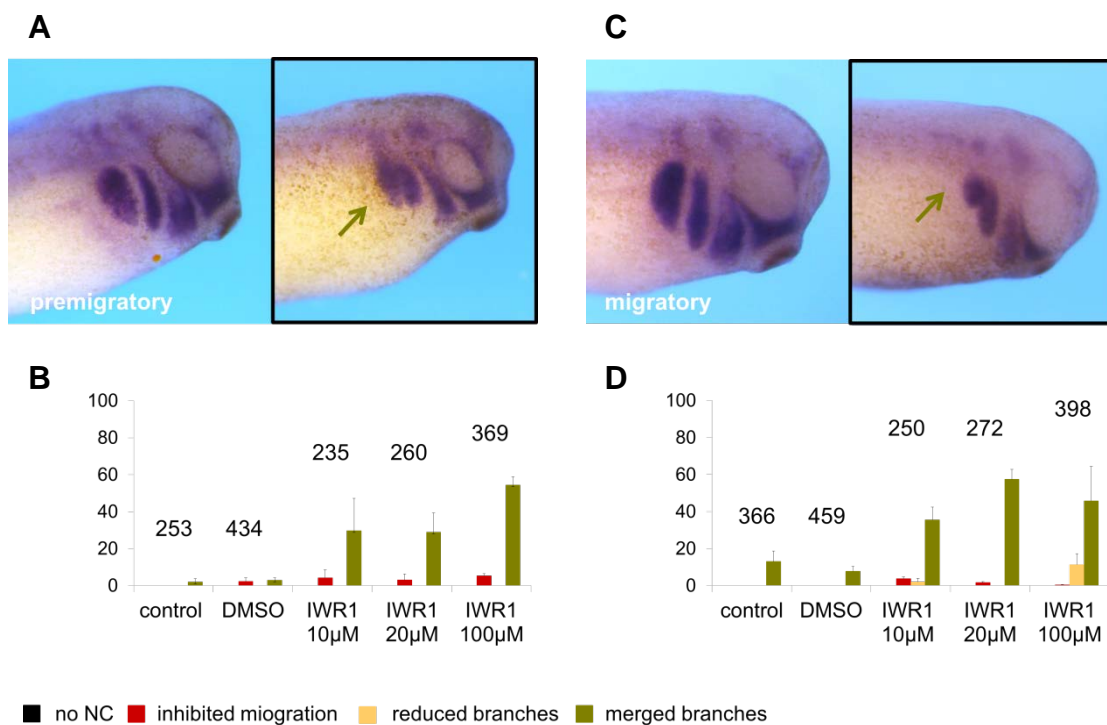 A
C
premigratory
migratory
B
100
80
60
40
20
0
253
434
235
260
369
control
DMSO
IWR1
10µM
IWR1
20µM
IWR1
100µM
D
100
80
60
40
20
0
366
459
250
272
398
control
DMSO
IWR1
10µM
IWR1
20µM
IWR1
100µM
no NC inhibited miogration reduced branches merged branches